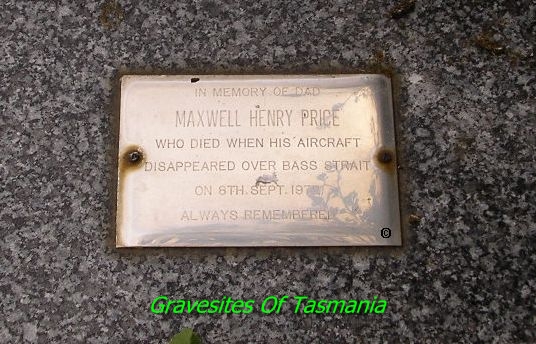 IN MEMORY OF DAD
MAXWELL HENRY PRICE
WHO DIED WHEN HIS AIRCRAFT
DISAPPEARED OVER BASS STRAIT
ON 8TH. SEPT.
ALWAYS REMEMBERED
©
Gravesites Of Tasmania